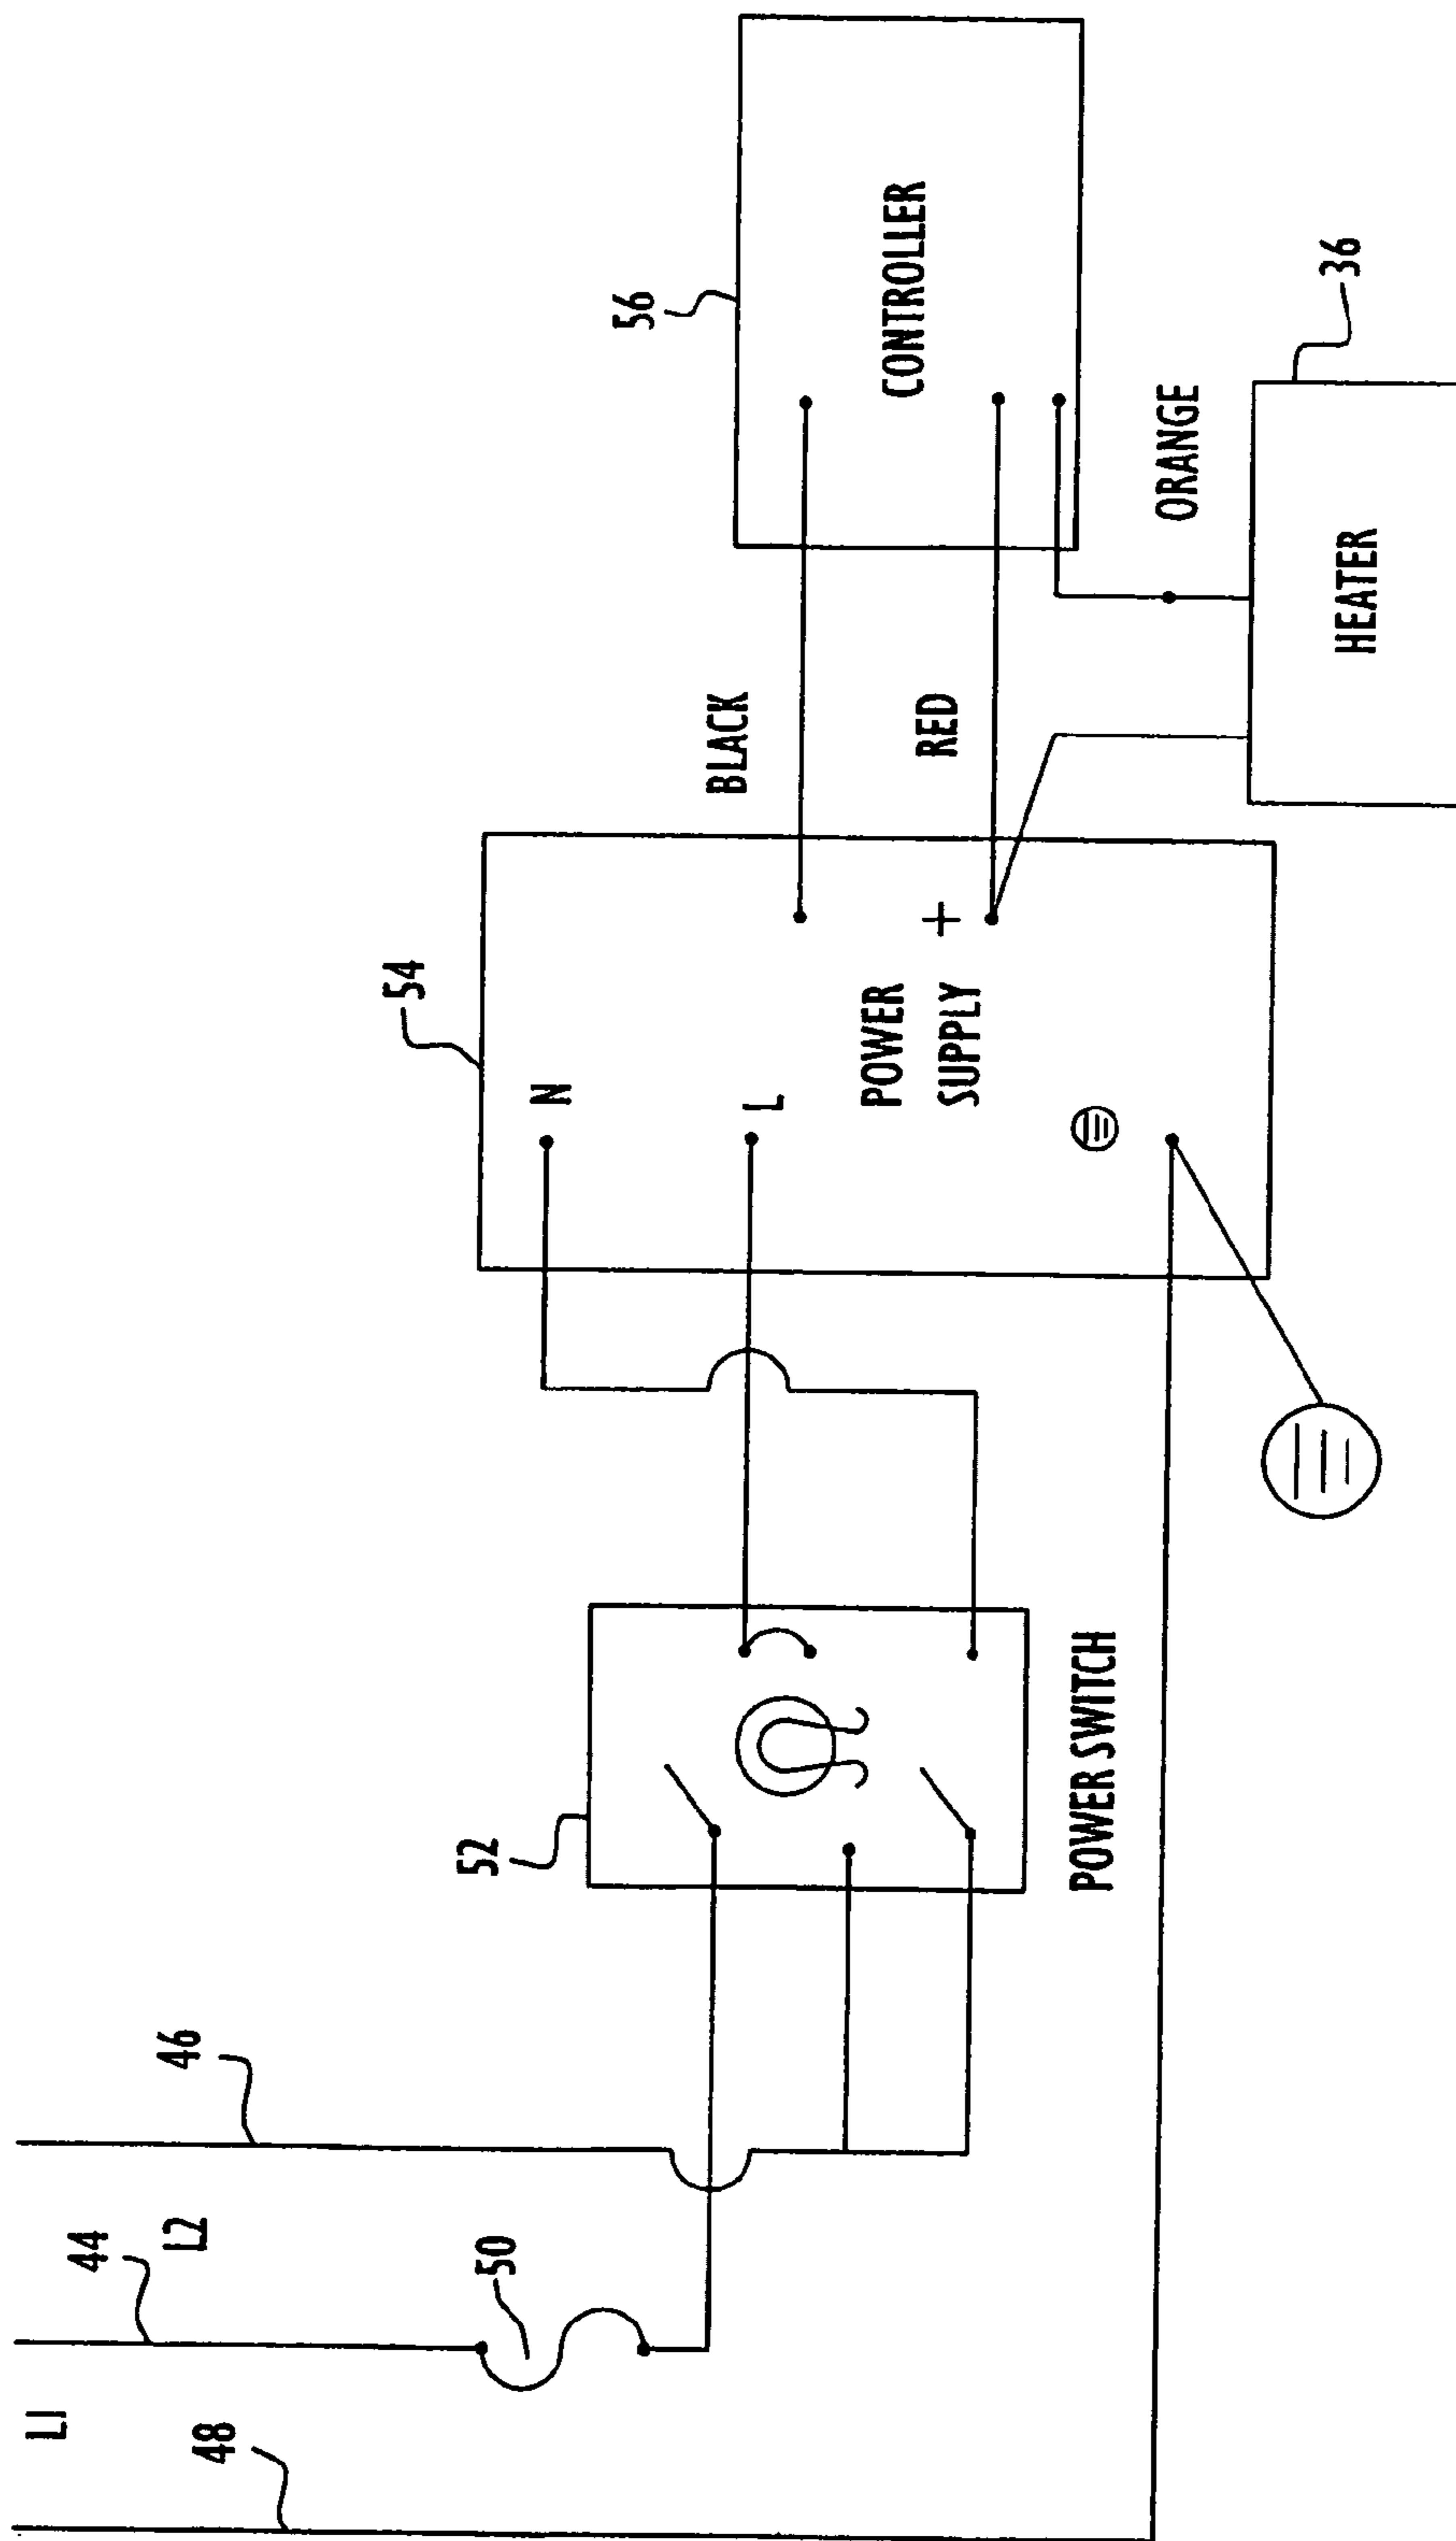 L1
44
L2
46
48
50
52
POWER SWITCH
54
N
L
POWER
SUPPLY
+
BLACK
RED
56
CONTROLLER
ORANGE
HEATER
36